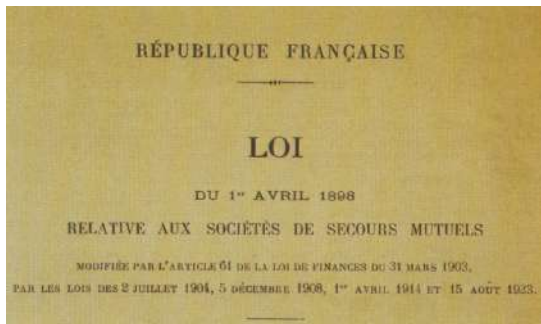 RÉPUBLIQUE FRANÇAISE
LOI
DU 1er AVRIL 1898
RELATIVE AUX SOCIÉTÉS DE SECOURS MUTUELS
MODIFIÉE PAR L'ARTICLE 61 DE LA LOI DE FINANCES DU 31 MARS 1903,
PAR LES LOIS DES 2 JUILLET 1904, 5 DÉCEMBRE 1908, 1er AVRIL 1914 ET 15 AOÛT 1923.